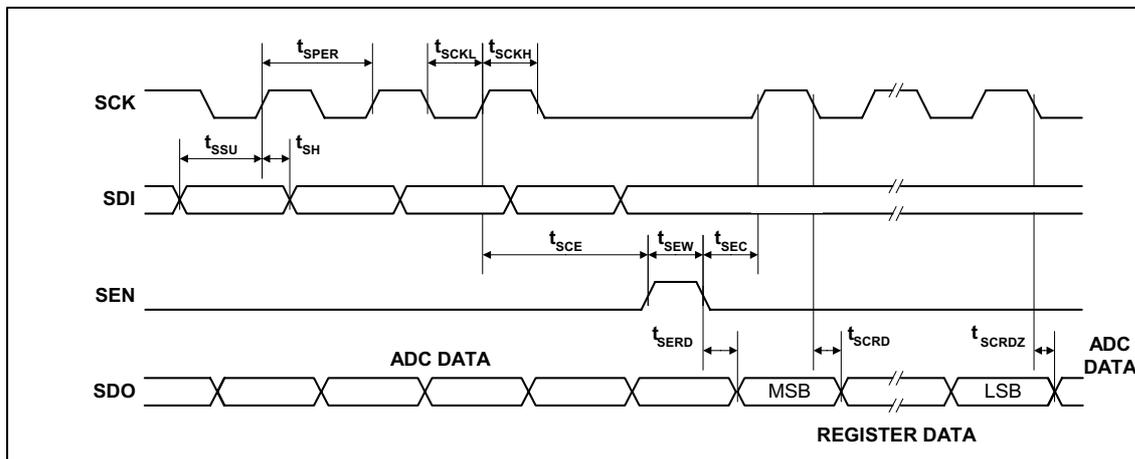 tSPER
tSCKL
tSCKH
SCK
tSSU
tSH
SDI
tSCE
tSEW
tSEC
SEN
tSERD
tSCRD
tSCRDZ
ADC DATA
ADC
DATA
SDO
MSB
LSB
REGISTER DATA